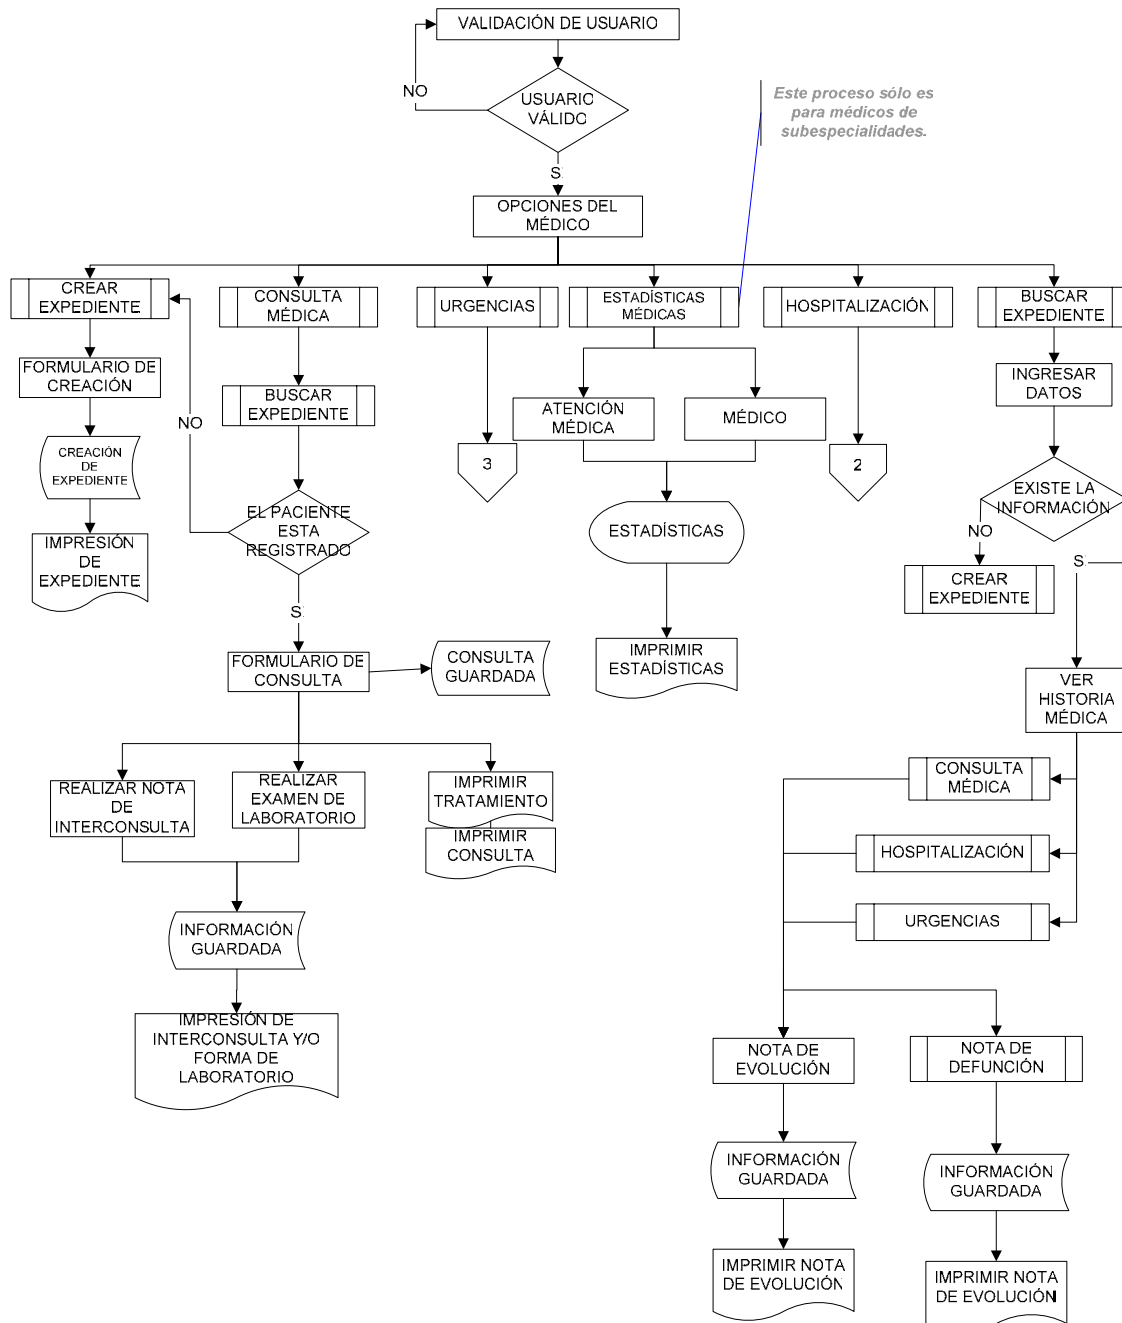 VALIDACIÓN DE USUARIO
NO
USUARIO
VÁLIDO
Este proceso sólo es
para médicos de
subespecialidades.
S
OPCIONES DEL
MÉDICO
CREAR
EXPEDIENTE
CONSULTA
MÉDICA
URGENCIAS
ESTADÍSTICAS
MÉDICAS
HOSPITALIZACIÓN
BUSCAR
EXPEDIENTE
FORMULARIO DE
CREACIÓN
NO
BUSCAR
EXPEDIENTE
ATENCIÓN
MÉDICA
MÉDICO
INGRESAR
DATOS
CREACIÓN
DE
EXPEDIENTE
3
2
EL PACIENTE
ESTA
REGISTRADO
EXISTE LA
INFORMACIÓN
IMPRESIÓN
DE
EXPEDIENTE
ESTADÍSTICAS
NO
S
CREAR
EXPEDIENTE
S
FORMULARIO DE
CONSULTA
CONSULTA
GUARDADA
IMPRIMIR
ESTADÍSTICAS
VER
HISTORIA
MÉDICA
REALIZAR NOTA
DE
INTERCONSULTA
REALIZAR
EXAMEN DE
LABORATORIO
IMPRIMIR
TRATAMIENTO
IMPRIMIR
CONSULTA
CONSULTA
MÉDICA
HOSPITALIZACIÓN
URGENCIAS
INFORMACIÓN
GUARDADA
IMPRESIÓN DE
INTERCONSULTA Y/O
FORMA DE
LABORATORIO
NOTA DE
EVOLUCIÓN
NOTA DE
DEFUNCIÓN
INFORMACIÓN
GUARDADA
INFORMACIÓN
GUARDADA
IMPRIMIR NOTA
DE EVOLUCIÓN
IMPRIMIR NOTA
DE EVOLUCIÓN